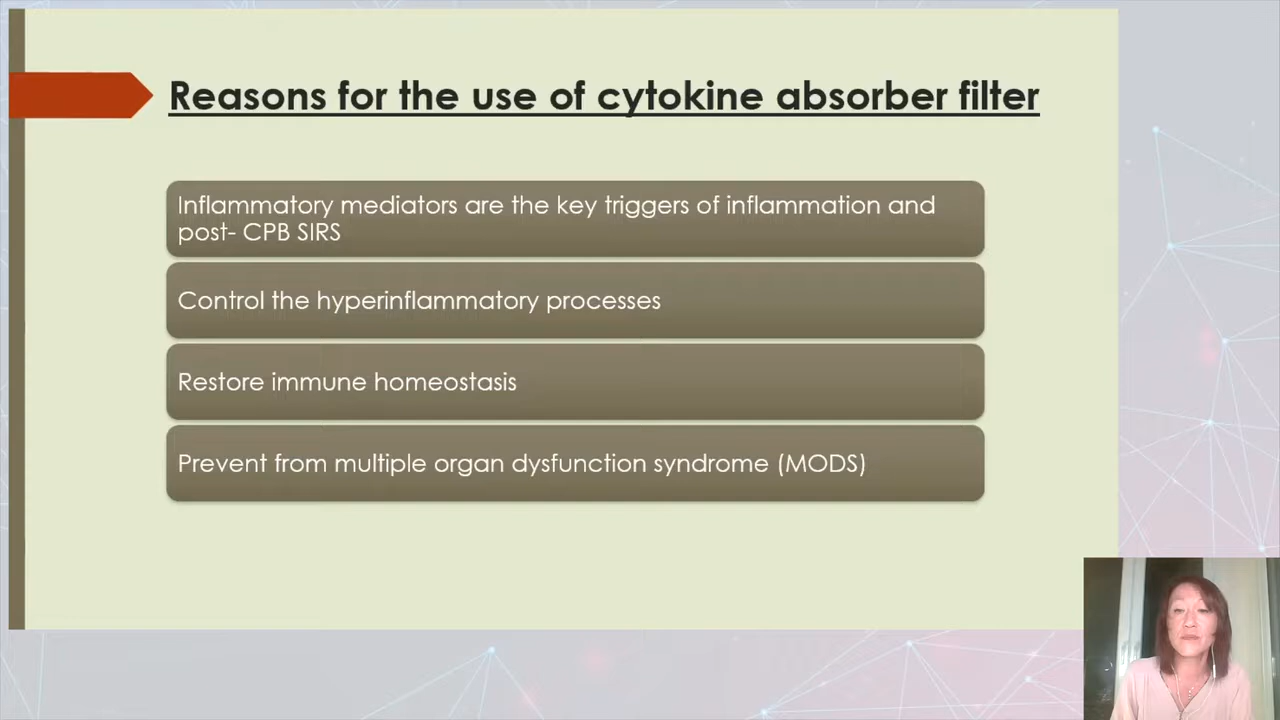 Reasons for the use of cytokine absorber filter
Inflammatory mediators are the key triggers of inflammation and
post- CPB SIRS
Control the hyperinflammatory processes
Restore immune homeostasis
Prevent from multiple organ dysfunction syndrome (MODS)